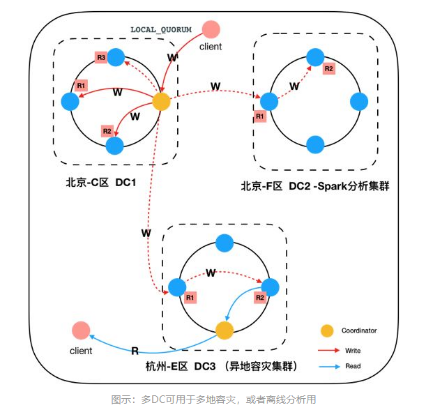 LOCAL_QUORUM
client
W
R3
R1
W
W
R2
W
W
R2
R1
北京-C区 DC1
北京-F区 DC2 -Spark分析集群
W
W
R1
R2
client
R
Coordinator
Write
Read
杭州-E区 DC3 （异地容灾集群）
图示：多DC可用于多地容灾，或者离线分析用